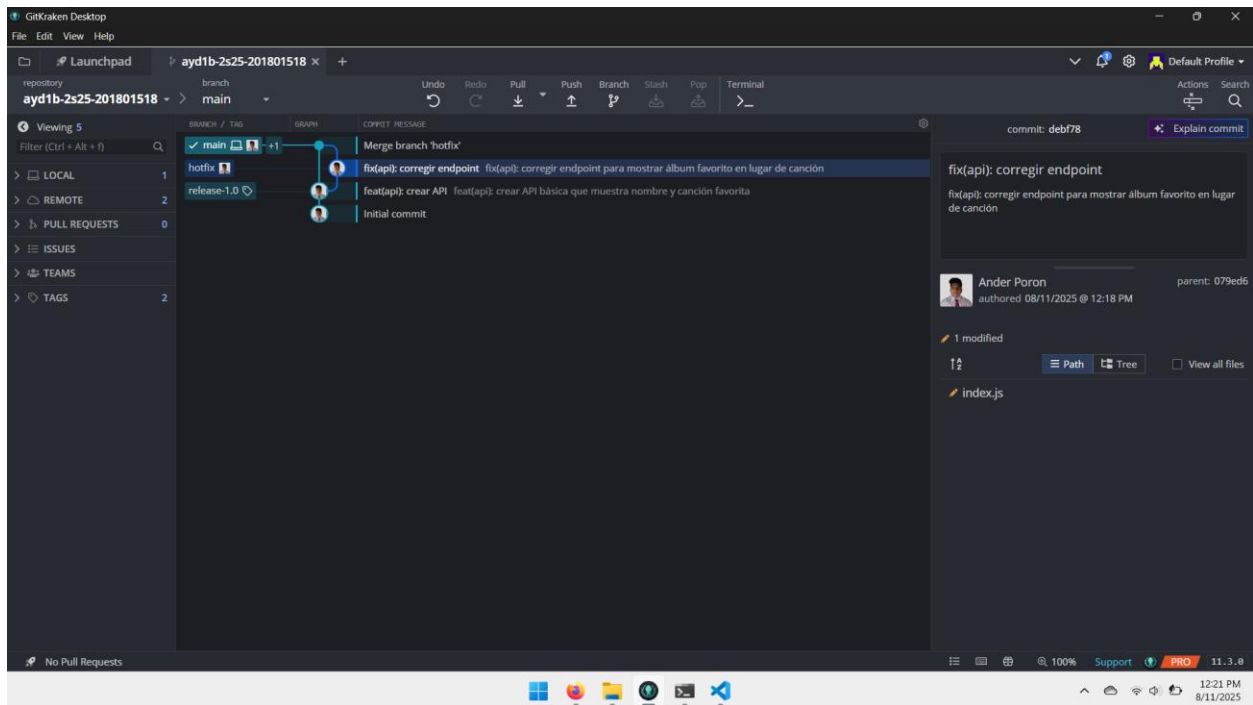 GitKraken Desktop
File Edit View Help
Launchpad
ayd1b-2s25-201801518
repository
ayd1b-2s25-201801518
branch
main
Undo Redo Pull Push Branch Stash Pop Terminal
Actions Search
Default Profile
Viewing 5
Filter (Ctrl + Alt + f)
LOCAL 1
REMOTE 2
PULL REQUESTS 0
ISSUES
TEAMS
TAGS 2
BRANCH / TAG GRAPH COMMIT MESSAGE
main +1 Merge branch 'hotfix'
hotfix fix(api): corregir endpoint fix(api): corregir endpoint para mostrar álbum favorito en lugar de canción
release-1.0 feat(api): crear API feat(api): crear API básica que muestra nombre y canción favorita
Initial commit
commit: debf78
Explain commit
fix(api): corregir endpoint
fix(api): corregir endpoint para mostrar álbum favorito en lugar
de canción
Ander Poron
authored 08/11/2025 @ 12:18 PM
parent: 079ed6
1 modified
Path Tree View all files
index.js
No Pull Requests
100% Support PRO 11.3.0
12:21 PM
8/11/2025